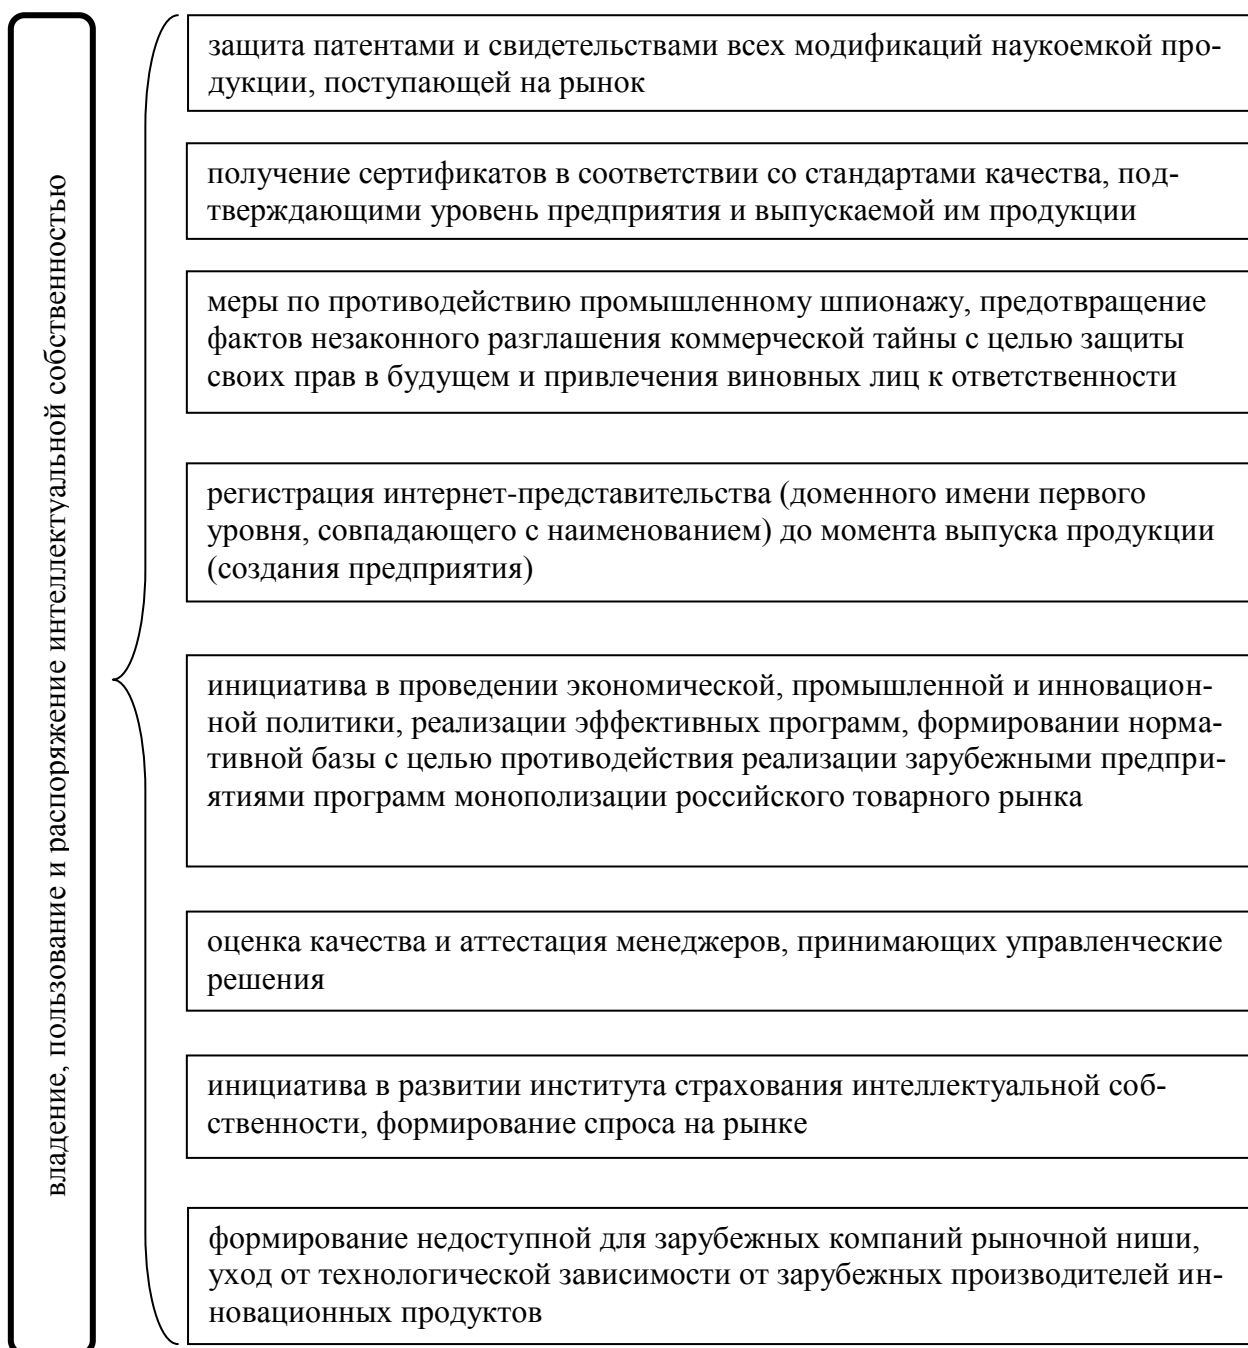 владение, пользование и распоряжение интеллектуальной собственностью
защита патентами и свидетельствами всех модификаций наукоемкой про-
дукции, поступающей на рынок
получение сертификатов в соответствии со стандартами качества, под-
тверждающими уровень предприятия и выпускаемой им продукции
меры по противодействию промышленному шпионажу, предотвращение
фактов незаконного разглашения коммерческой тайны с целью защиты
своих прав в будущем и привлечения виновных лиц к ответственности
регистрация интернет-представительства (доменного имени первого
уровня, совпадающего с наименованием) до момента выпуска продукции
(создания предприятия)
инициатива в проведении экономической, промышленной и инновацион-
ной политики, реализации эффективных программ, формировании норма-
тивной базы с целью противодействия реализации зарубежными предпри-
ятиями программ монополизации российского товарного рынка
оценка качества и аттестация менеджеров, принимающих управленческие
решения
инициатива в развитии института страхования интеллектуальной соб-
ственности, формирование спроса на рынке
формирование недоступной для зарубежных компаний рыночной ниши,
уход от технологической зависимости от зарубежных производителей ин-
новационных продуктов